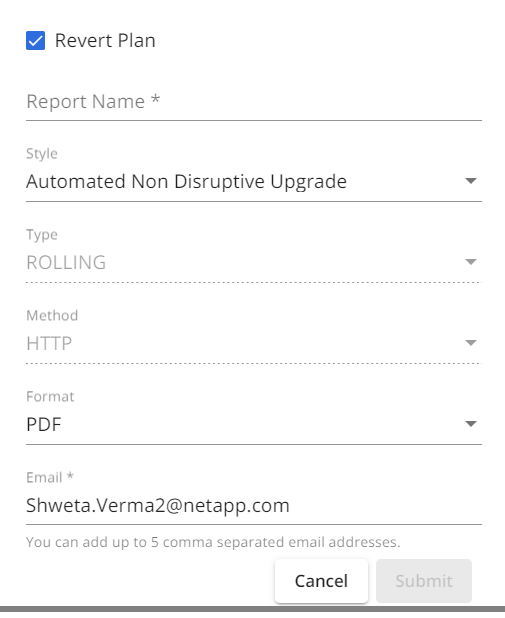 Revert Plan
Report Name *
Style
Automated Non Disruptive Upgrade
Type
ROLLING
Method
HTTP
Format
PDF
Email *
Shweta.Verma2@netapp.com
You can add up to 5 comma separated email addresses.
Cancel Submit